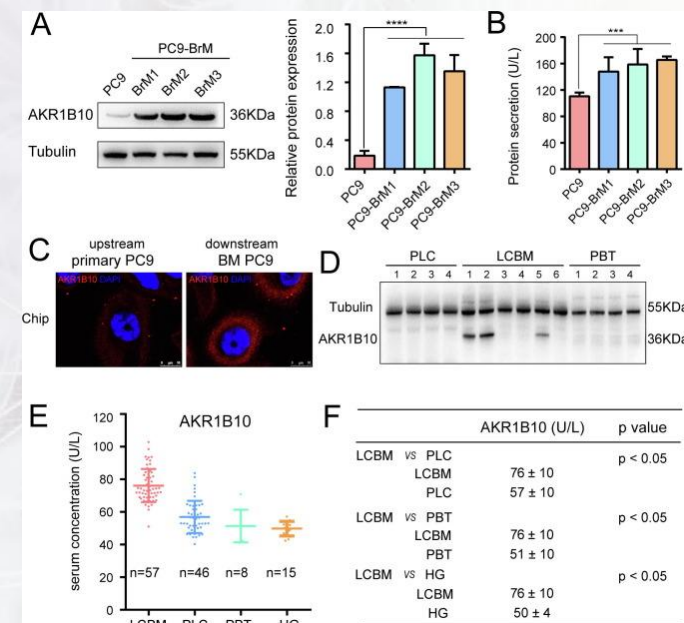 A
PC9-BrM
PC9 BrM1 BrM2 BrM3
AKR1B10 36KDa
Tubulin 55KDa
Relative protein expression
2.0
1.6
1.2
0.8
0.4
0.0
****
PC9 PC9-BrM1 PC9-BrM2 PC9-BrM3
B
Protein secretion (U/L)
200
160
120
80
40
0
***
PC9 PC9-BrM1 PC9-BrM2 PC9-BrM3
C
upstream downstream
primary PC9 BM PC9
AKR1B10 DAPI AKR1B10 DAPI
Chip
D
PLC LCBM PBT
1 2 3 4 1 2 3 4 5 6 1 2 3 4
Tubulin 55KDa
AKR1B10 36KDa
E
AKR1B10
serum concentration (U/L)
120
100
80
60
40
20
0
n=57 n=46 n=8 n=15
LCBM PLC PBT HG
F
AKR1B10 (U/L) p value
LCBM vs PLC p < 0.05
LCBM 76 ± 10
PLC 57 ± 10
LCBM vs PBT p < 0.05
LCBM 76 ± 10
PBT 51 ± 10
LCBM vs HG p < 0.05
LCBM 76 ± 10
HG 50 ± 4